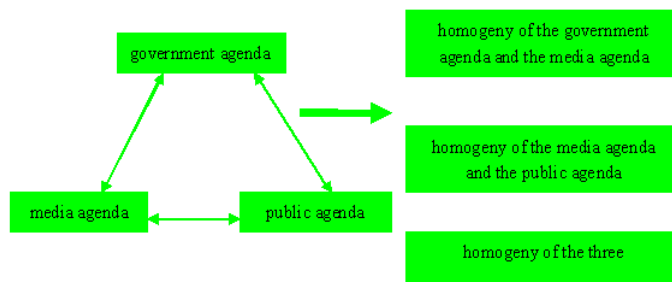 government agenda
media agenda
public agenda
homogeny of the government
agenda and the media agenda
homogeny of the media agenda
and the public agenda
homogeny of the three